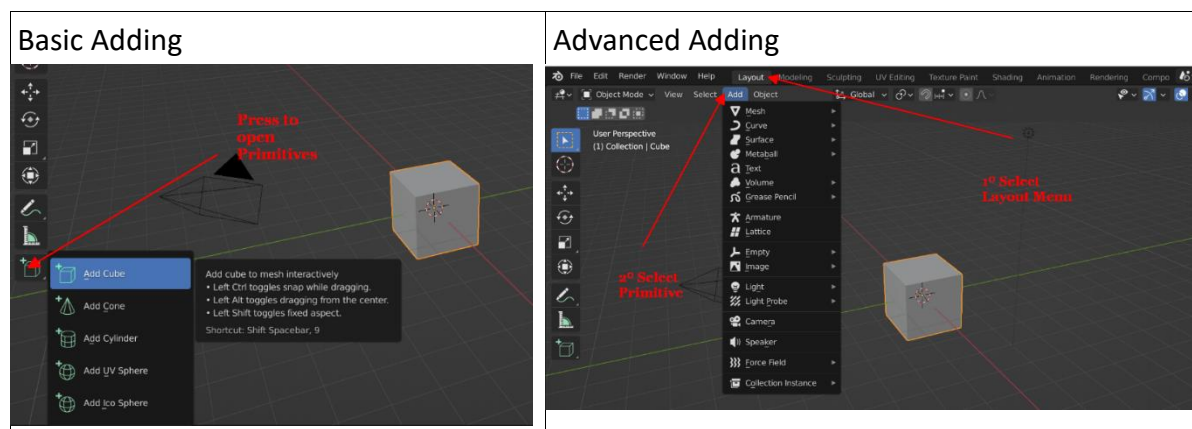 Basic Adding
Press to
open
Primitives
Add Cube
Add Cone
Add Cylinder
Add UV Sphere
Add Ico Sphere
Add cube to mesh interactively
• Left Ctrl toggles snap while dragging.
• Left Alt toggles dragging from the center.
• Left Shift toggles fixed aspect.
Shortcut: Shift Spacebar, 9
Advanced Adding
File Edit Render Window Help Layout Modeling Sculpting UV Editing Texture Paint Shading Animation Rendering Compo
Object Mode View Select Add Object Global
User Perspective
(1) Collection | Cube
Mesh
Curve
Surface
Metaball
Text
Volume
Grease Pencil
Armature
Lattice
Empty
Image
Light
Light Probe
Camera
Speaker
Force Field
Collection Instance
1º Select
Layout Menu
2º Select
Primitive